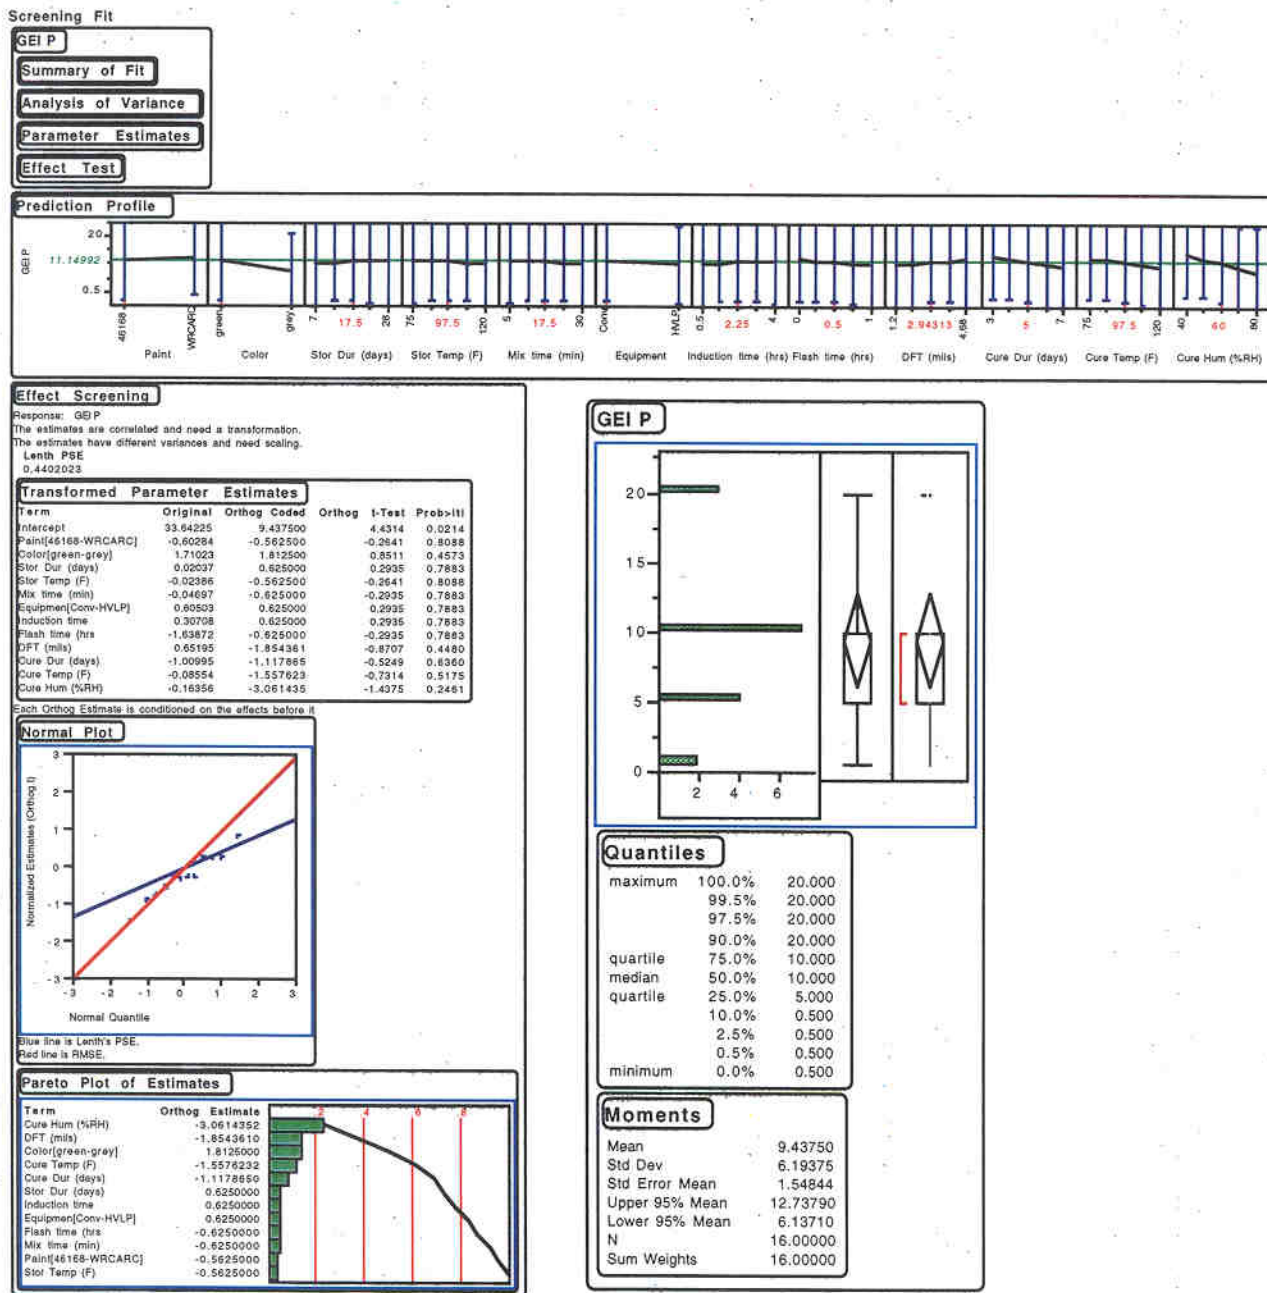 Screening Fit
GEI P
Summary of Fit
Analysis of Variance
Parameter Estimates
Effect Test
Prediction Profile
GEI P
20
11.14992
0.5
46168 WRCARC green grey 7 17.5 28 75 97.5 120 5 17.5 30 Conv HVLP 0.5 2.25 4 0 0.5 1 1.2 2.94313 4.68 3 5 7 75 97.5 120 40 60 80
Paint Color Stor Dur (days) Stor Temp (F) Mix time (min) Equipment Induction time (hrs) Flash time (hrs) DFT (mils) Cure Dur (days) Cure Temp (F) Cure Hum (%RH)
Effect Screening
Response: GEI P
The estimates are correlated and need a transformation.
The estimates have different variances and need scaling.
Lenth PSE
0.4402023
Transformed Parameter Estimates
Term Original Orthog Coded Orthog t-Test Prob>|t|
Intercept 33.64225 9.437500 4.4314 0.0214
Paint[46168-WRCARC] -0.60284 -0.562500 -0.2641 0.8088
Color[green-grey] 1.71023 1.812500 0.8511 0.4573
Stor Dur (days) 0.02037 0.625000 0.2935 0.7883
Stor Temp (F) -0.02386 -0.562500 -0.2641 0.8088
Mix time (min) -0.04697 -0.625000 -0.2935 0.7883
Equipmen[Conv-HVLP] 0.60503 0.625000 0.2935 0.7883
Induction time 0.30708 0.625000 0.2935 0.7883
Flash time (hrs -1.63872 -0.625000 -0.2935 0.7883
DFT (mils) 0.65195 -1.854361 -0.8707 0.4480
Cure Dur (days) -1.00995 -1.117865 -0.5249 0.6360
Cure Temp (F) -0.08554 -1.557623 -0.7314 0.5175
Cure Hum (%RH) -0.16356 -3.061435 -1.4375 0.2461
Each Orthog Estimate is conditioned on the effects before it
Normal Plot
Normalized Estimates (Orthog t)
3
2
1
0
-1
-2
-3
-3 -2 -1 0 1 2 3
Normal Quantile
Blue line is Lenth's PSE.
Red line is RMSE.
Pareto Plot of Estimates
Term Orthog Estimate 2 4 6 8
Cure Hum (%RH) -3.0614352
DFT (mils) -1.8543610
Color[green-grey] 1.8125000
Cure Temp (F) -1.5576232
Cure Dur (days) -1.1178650
Stor Dur (days) 0.6250000
Induction time 0.6250000
Equipmen[Conv-HVLP] 0.6250000
Flash time (hrs -0.6250000
Mix time (min) -0.6250000
Paint[46168-WRCARC] -0.5625000
Stor Temp (F) -0.5625000
GEI P
20
15
10
5
0
2 4 6
Quantiles
maximum 100.0% 20.000
99.5% 20.000
97.5% 20.000
90.0% 20.000
quartile 75.0% 10.000
median 50.0% 10.000
quartile 25.0% 5.000
10.0% 0.500
2.5% 0.500
0.5% 0.500
minimum 0.0% 0.500
Moments
Mean 9.43750
Std Dev 6.19375
Std Error Mean 1.54844
Upper 95% Mean 12.73790
Lower 95% Mean 6.13710
N 16.00000
Sum Weights 16.00000